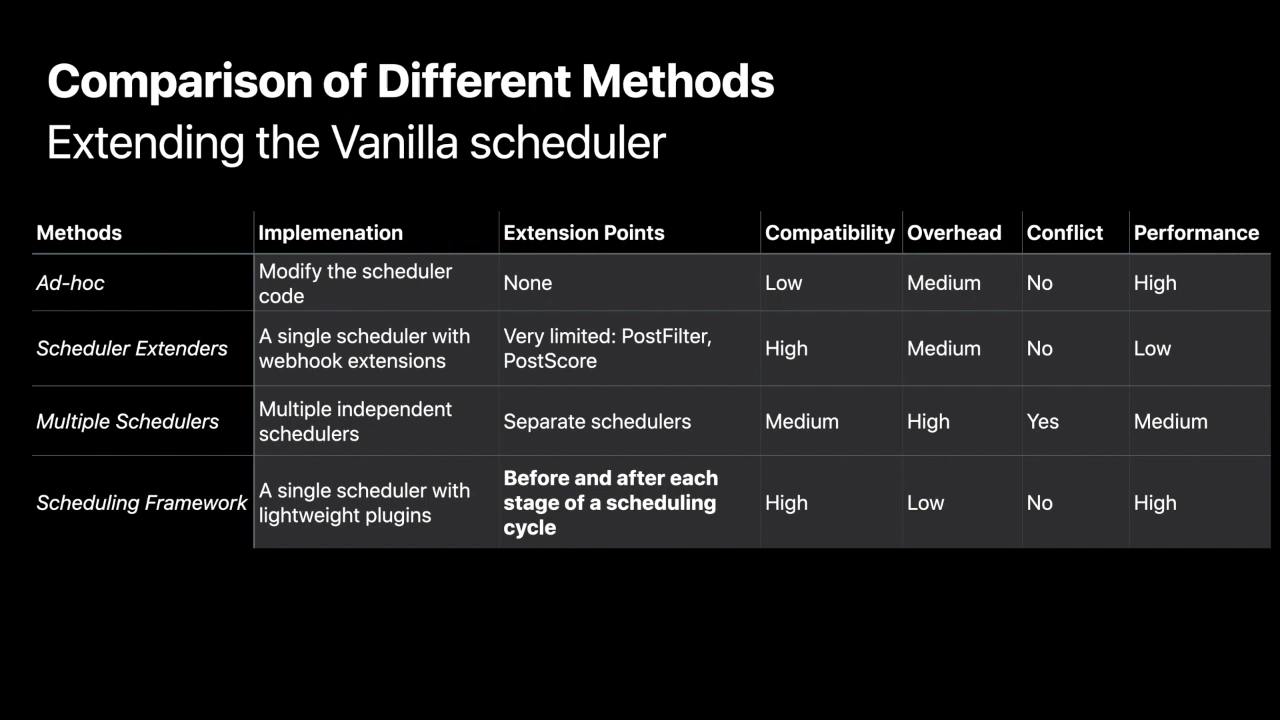 Comparison of Different Methods
Extending the Vanilla scheduler
Methods Implemenation Extension Points Compatibility Overhead Conflict Performance
Ad-hoc Modify the scheduler code None Low Medium No High
Scheduler Extenders A single scheduler with webhook extensions Very limited: PostFilter, PostScore High Medium No Low
Multiple Schedulers Multiple independent schedulers Separate schedulers Medium High Yes Medium
Scheduling Framework A single scheduler with lightweight plugins Before and after each stage of a scheduling cycle High Low No High